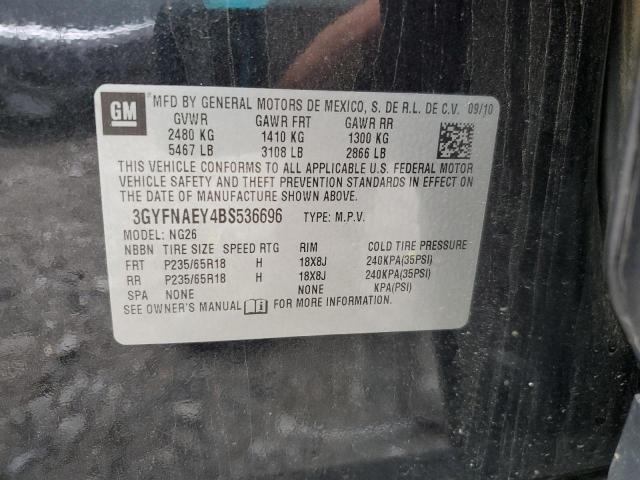 GM
MFD BY GENERAL MOTORS DE MEXICO, S. DE R.L. DE C.V. 09/10
GVWR GAWR FRT GAWR RR
2480 KG 1410 KG 1300 KG
5467 LB 3108 LB 2866 LB
THIS VEHICLE CONFORMS TO ALL APPLICABLE U.S. FEDERAL MOTOR
VEHICLE SAFETY AND THEFT PREVENTION STANDARDS IN EFFECT ON
THE DATE OF MANUFACTURE SHOWN ABOVE.
3GYFNAEY4BS536696 TYPE: M.P.V.
MODEL: NG26
NBBN TIRE SIZE SPEED RTG RIM COLD TIRE PRESSURE
FRT P235/65R18 H 18X8J 240KPA(35PSI)
RR P235/65R18 H 18X8J 240KPA(35PSI)
SPA NONE NONE KPA(PSI)
SEE OWNER'S MANUAL FOR MORE INFORMATION.